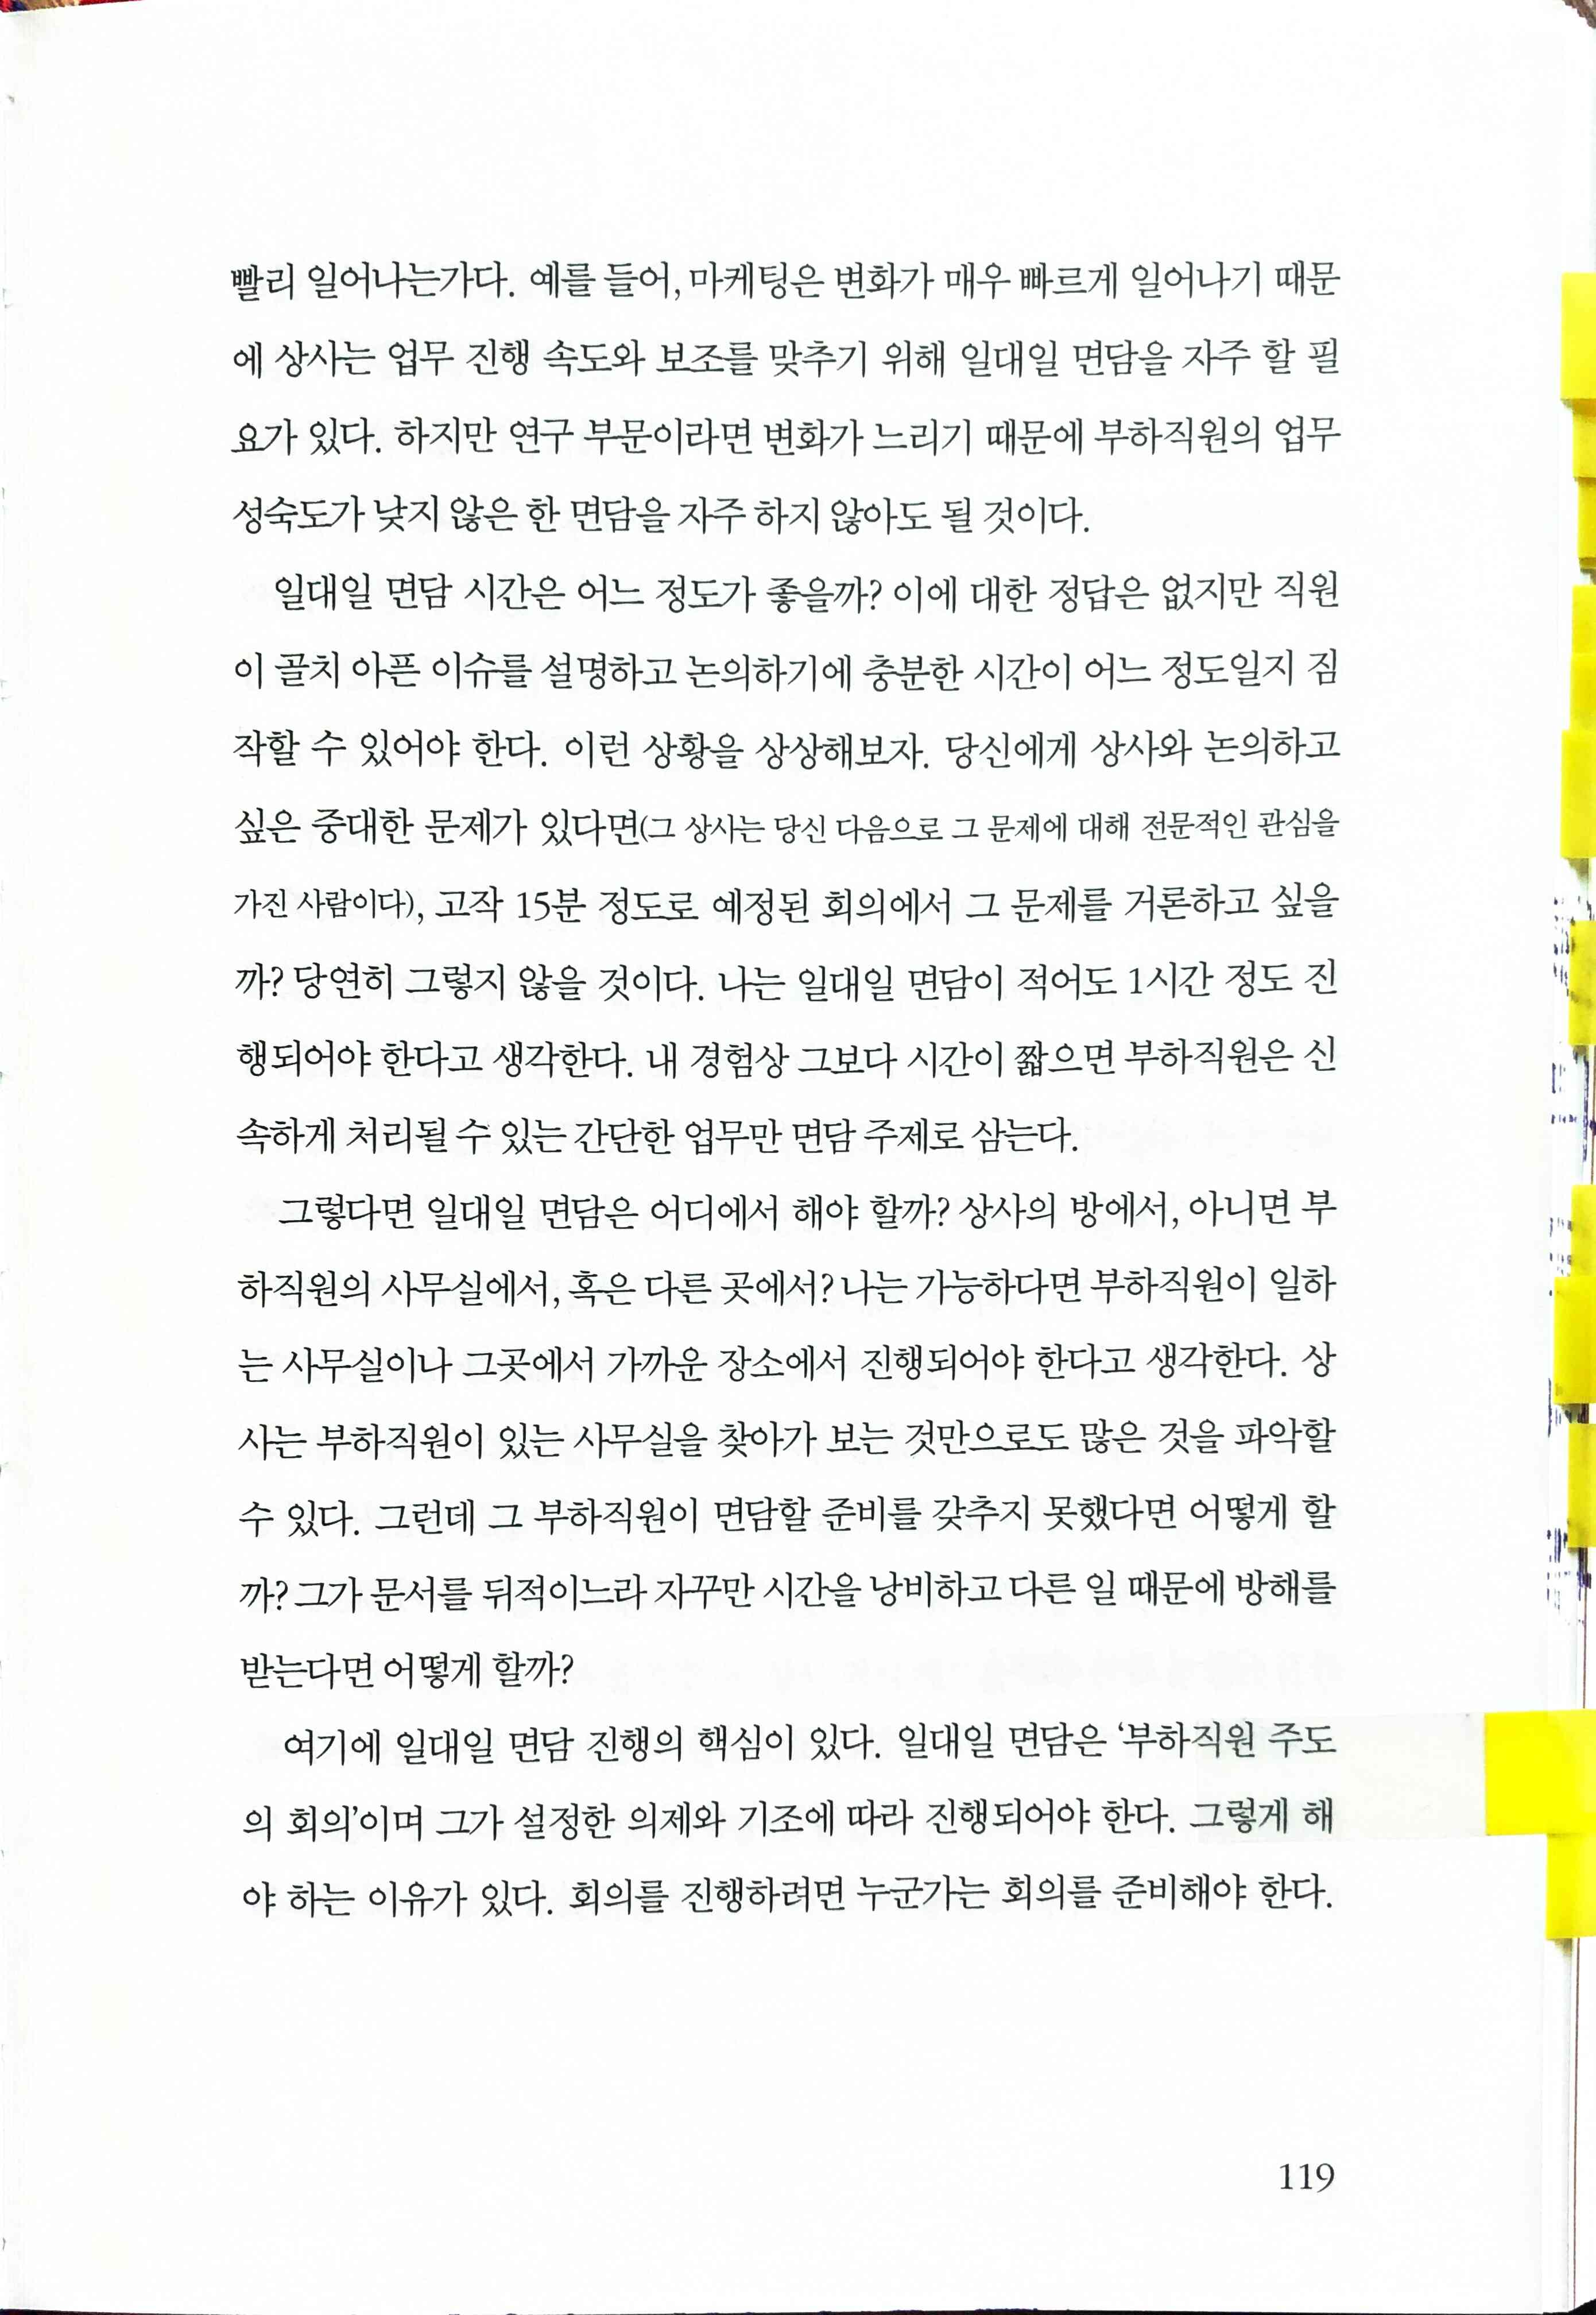 빨리 일어나는가다. 예를 들어, 마케팅은 변화가 매우 빠르게 일어나기 때문
에 상사는 업무 진행 속도와 보조를 맞추기 위해 일대일 면담을 자주 할 필
요가 있다. 하지만 연구 부문이라면 변화가 느리기 때문에 부하직원의 업무
성숙도가 낮지 않은 한 면담을 자주 하지 않아도 될 것이다.
일대일 면담 시간은 어느 정도가 좋을까? 이에 대한 정답은 없지만 직원
이 골치 아픈 이슈를 설명하고 논의하기에 충분한 시간이 어느 정도일지 짐
작할 수 있어야 한다. 이런 상황을 상상해보자. 당신에게 상사와 논의하고
싶은 중대한 문제가 있다면(그 상사는 당신 다음으로 그 문제에 대해 전문적인 관심을
가진 사람이다), 고작 15분 정도로 예정된 회의에서 그 문제를 거론하고 싶을
까? 당연히 그렇지 않을 것이다. 나는 일대일 면담이 적어도 1시간 정도 진
행되어야 한다고 생각한다. 내 경험상 그보다 시간이 짧으면 부하직원은 신
속하게 처리될 수 있는 간단한 업무만 면담 주제로 삼는다.
그렇다면 일대일 면담은 어디에서 해야 할까? 상사의 방에서, 아니면 부
하직원의 사무실에서, 혹은 다른 곳에서? 나는 가능하다면 부하직원이 일하
는 사무실이나 그곳에서 가까운 장소에서 진행되어야 한다고 생각한다. 상
사는 부하직원이 있는 사무실을 찾아가 보는 것만으로도 많은 것을 파악할
수 있다. 그런데 그 부하직원이 면담할 준비를 갖추지 못했다면 어떻게 할
까? 그가 문서를 뒤적이느라 자꾸만 시간을 낭비하고 다른 일 때문에 방해를
받는다면 어떻게 할까?
여기에 일대일 면담 진행의 핵심이 있다. 일대일 면담은 ‘부하직원 주도
의 회의’이며 그가 설정한 의제와 기조에 따라 진행되어야 한다. 그렇게 해
야 하는 이유가 있다. 회의를 진행하려면 누군가는 회의를 준비해야 한다.
119